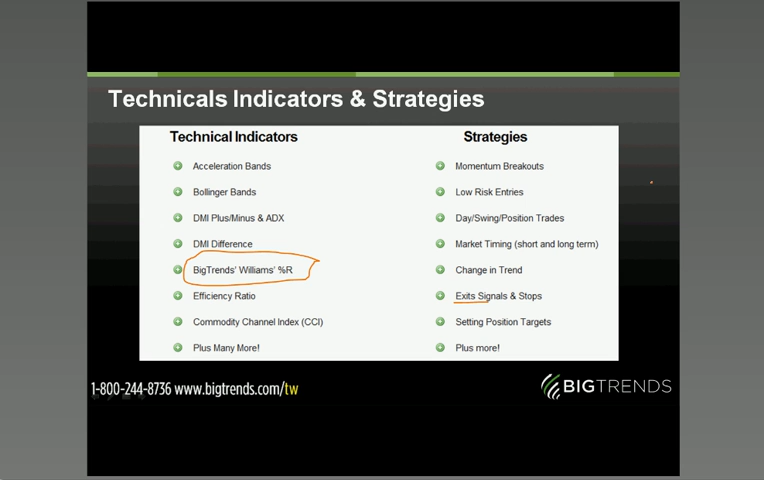 Technicals Indicators & Strategies
Technical Indicators
Acceleration Bands
Bollinger Bands
DMI Plus/Minus & ADX
DMI Difference
BigTrends' Williams' %R
Efficiency Ratio
Commodity Channel Index (CCI)
Plus Many More!
Strategies
Momentum Breakouts
Low Risk Entries
Day/Swing/Position Trades
Market Timing (short and long term)
Change in Trend
Exits Signals & Stops
Setting Position Targets
Plus more!
1-800-244-8736 www.bigtrends.com/tw
BIGTRENDS